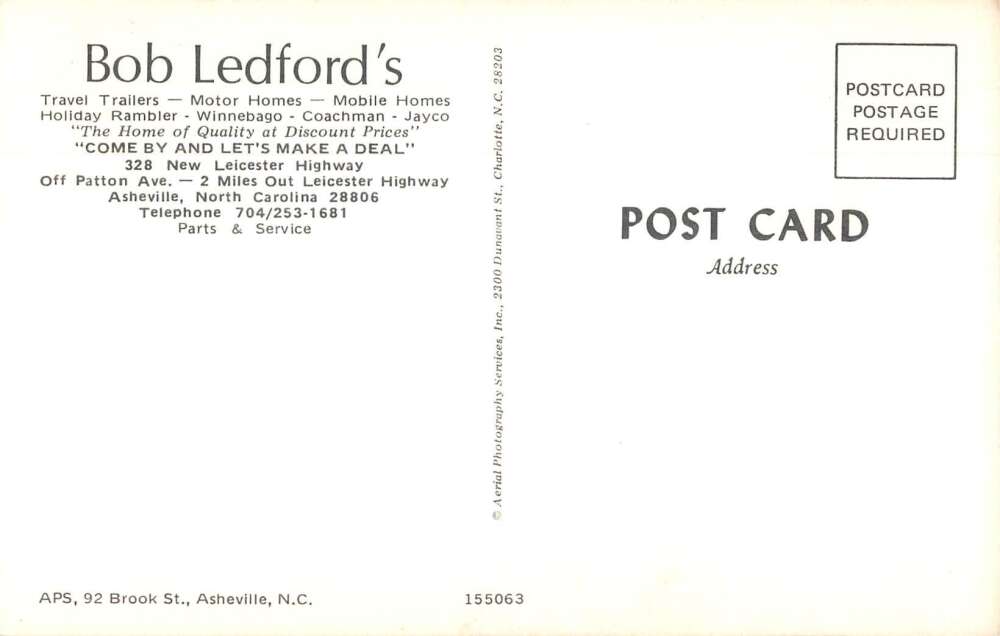 Bob Ledford's
Travel Trailers — Motor Homes — Mobile Homes
Holiday Rambler - Winnebago - Coachman - Jayco
"The Home of Quality at Discount Prices"
"COME BY AND LET'S MAKE A DEAL"
328 New Leicester Highway
Off Patton Ave. — 2 Miles Out Leicester Highway
Asheville, North Carolina 28806
Telephone 704/253-1681
Parts & Service
© Aerial Photography Services, Inc., 2300 Dunavant St., Charlotte, N.C. 28203
POSTCARD
POSTAGE
REQUIRED
POST CARD
Address
APS, 92 Brook St., Asheville, N.C.
155063